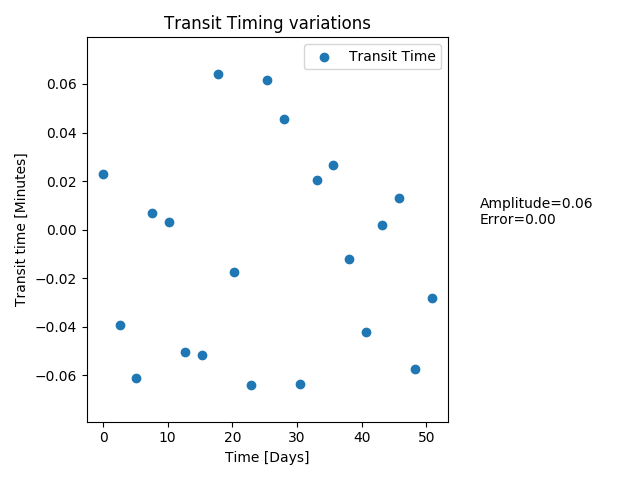 Transit Timing variations
Transit Time
0.06
0.04
0.02
0.00
−0.02
−0.04
−0.06
Transit time [Minutes]
0
10
20
30
40
50
Time [Days]
Amplitude=0.06
Error=0.00